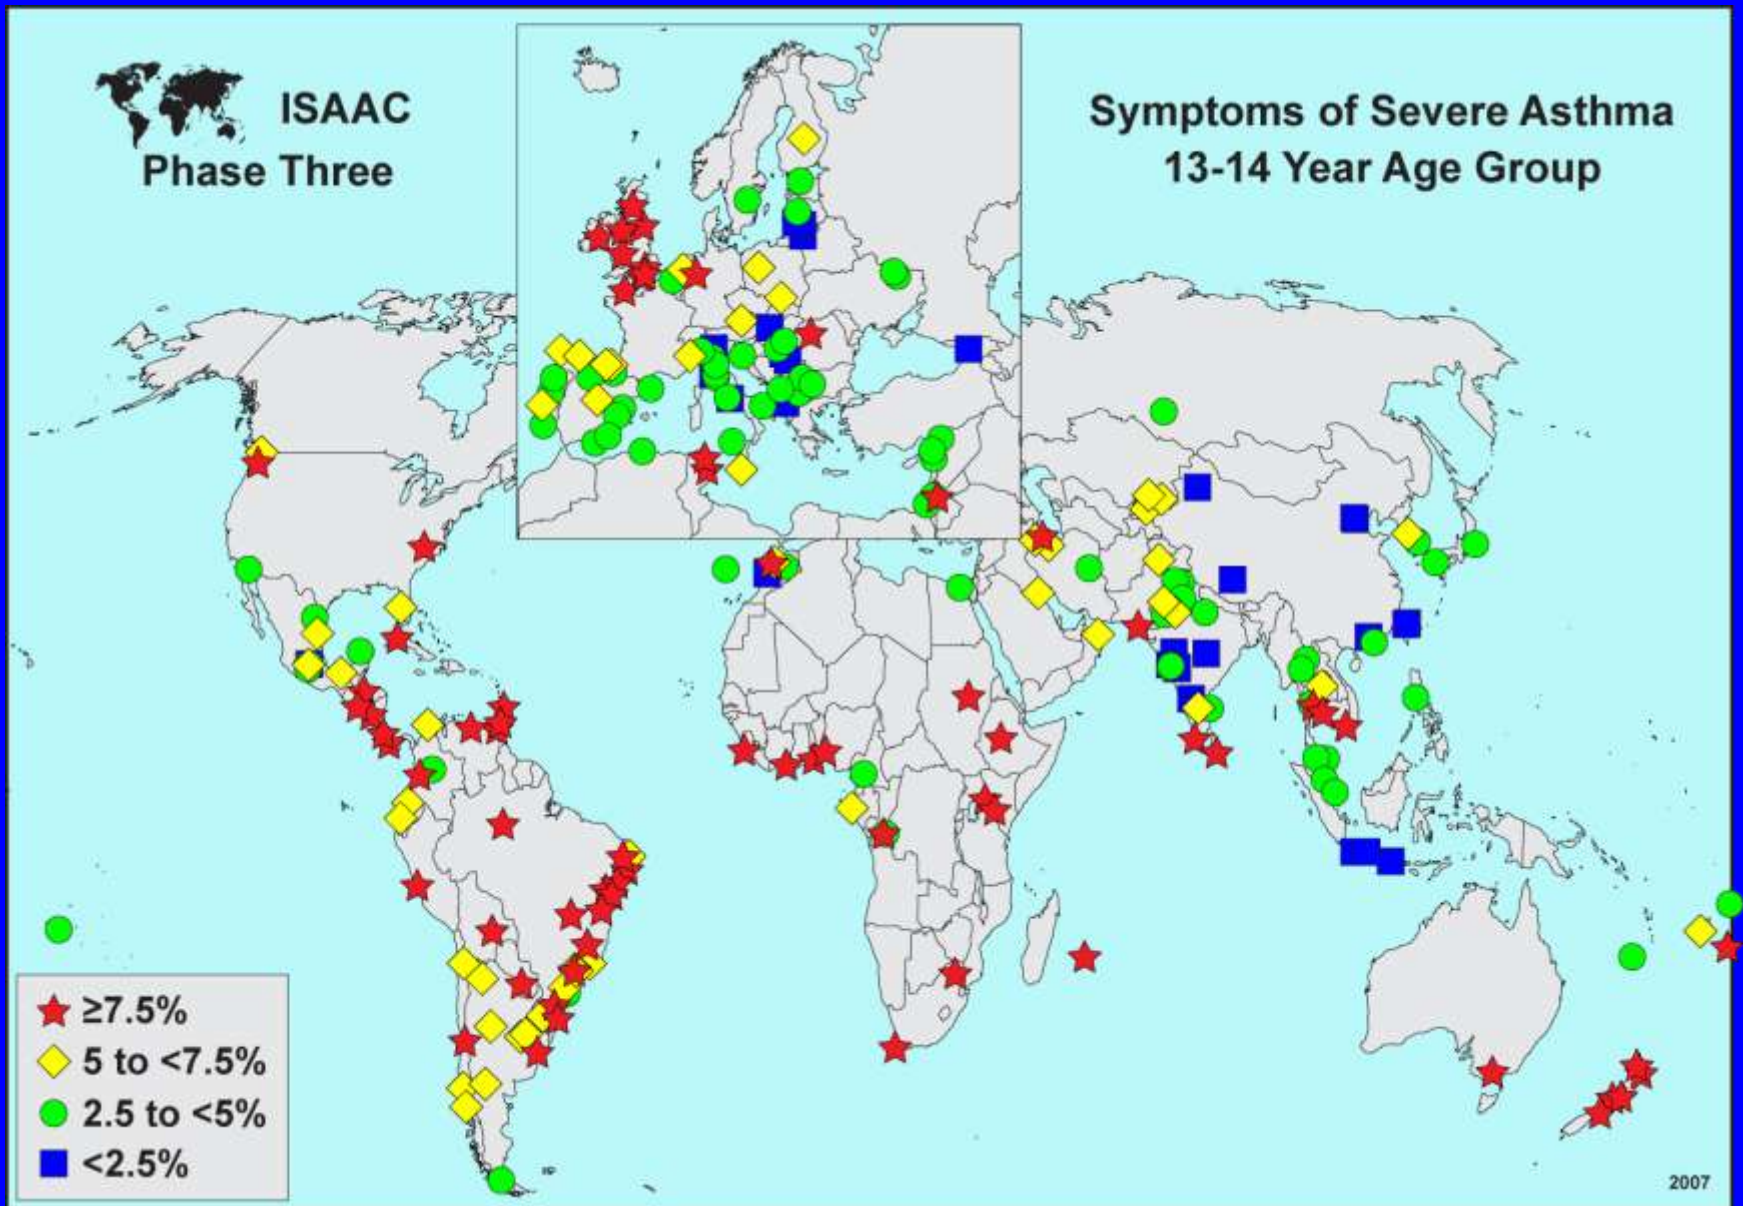 ISAAC
Phase Three
Symptoms of Severe Asthma
13-14 Year Age Group
≥7.5%
5 to <7.5%
2.5 to <5%
<2.5%
2007